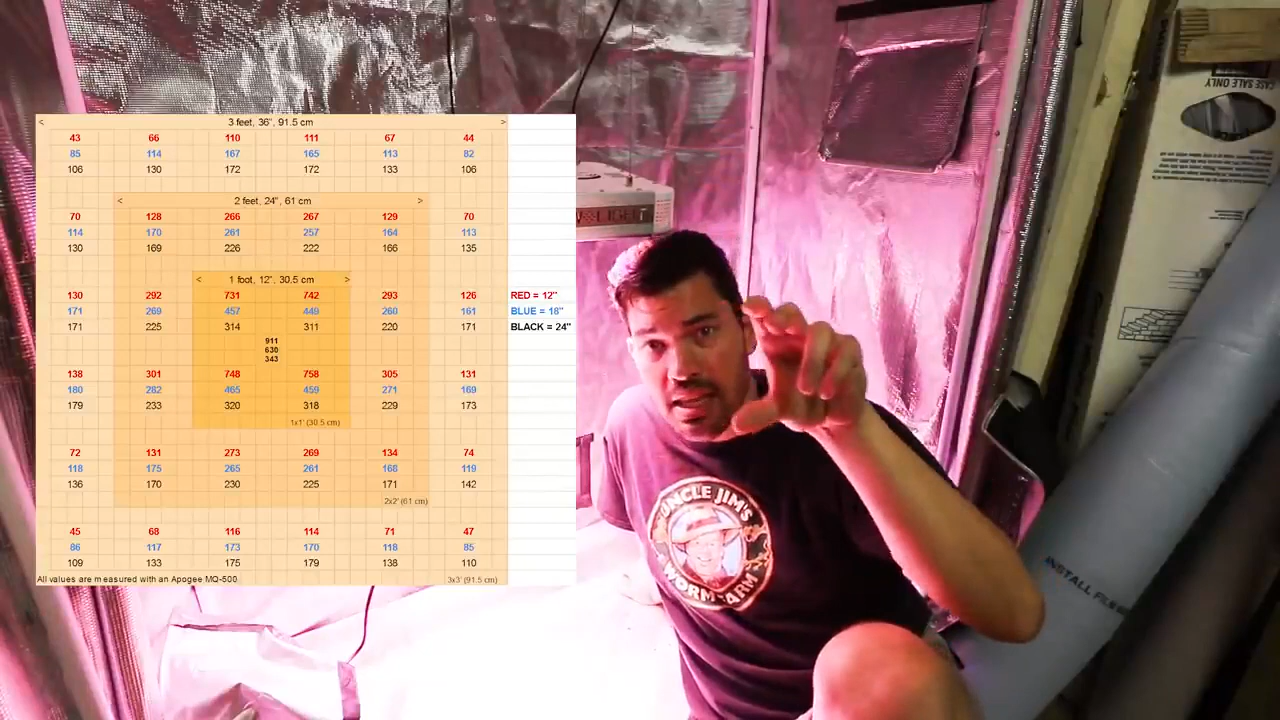 < 3 feet, 36", 91.5 cm >
43 66 110 111 67 44
85 114 167 165 113 82
106 130 172 172 133 106
< 2 feet, 24", 61 cm >
70 128 266 267 129 70
114 170 261 257 164 113
130 169 226 222 166 135
< 1 foot, 12", 30.5 cm >
130 292 731 742 293 126 RED = 12"
171 269 457 449 260 161 BLUE = 18"
171 225 314 311 220 171 BLACK = 24"
911
630
343
138 301 748 758 305 131
180 282 465 459 271 169
179 233 320 318 229 173
1x1' (30.5 cm)
72 131 273 269 134 74
118 175 265 261 168 119
136 170 230 225 171 142
2x2' (61 cm)
45 68 116 114 71 47
86 117 173 170 118 85
109 133 175 179 138 110
All values are measured with an Apogee MQ-500
3x3' (91.5 cm)
UNCLE JIM'S
WORM FARM
CASE SALE ONLY
INSTALL